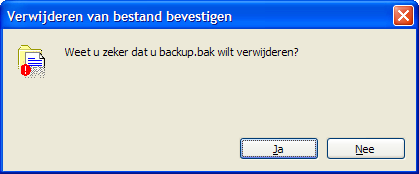 Verwijderen van bestand bevestigen
Weet u zeker dat u backup.bak wilt verwijderen?
Ja
Nee